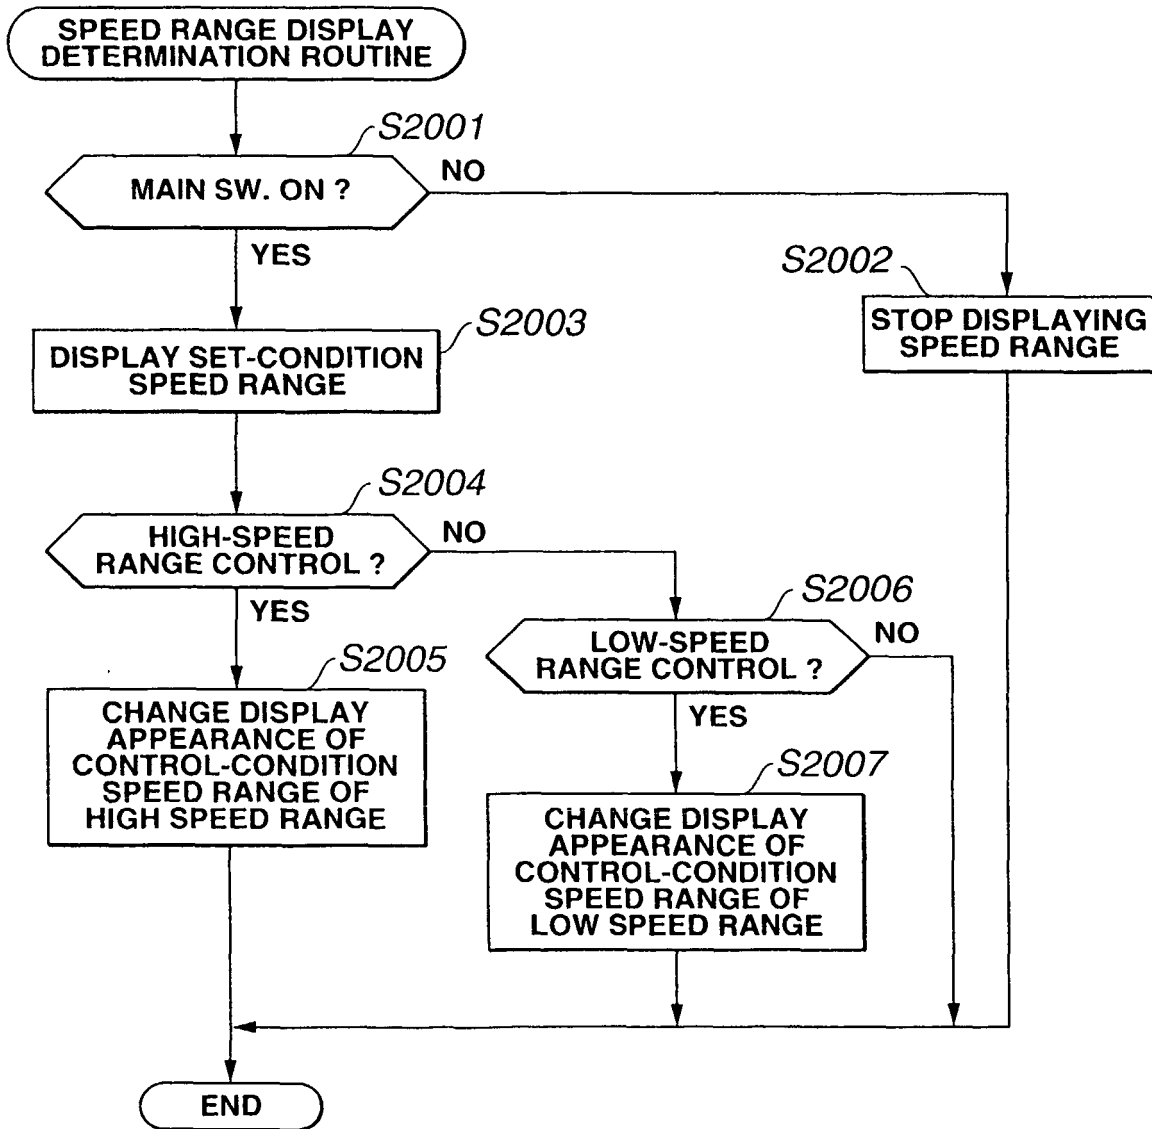 SPEED RANGE DISPLAY
DETERMINATION ROUTINE
S2001
MAIN SW. ON ?
NO
YES
S2002
STOP DISPLAYING
SPEED RANGE
S2003
DISPLAY SET-CONDITION
SPEED RANGE
S2004
HIGH-SPEED
RANGE CONTROL ?
NO
YES
S2006
LOW-SPEED
RANGE CONTROL ?
NO
YES
S2005
CHANGE DISPLAY
APPEARANCE OF
CONTROL-CONDITION
SPEED RANGE OF
HIGH SPEED RANGE
S2007
CHANGE DISPLAY
APPEARANCE OF
CONTROL-CONDITION
SPEED RANGE OF
LOW SPEED RANGE
END